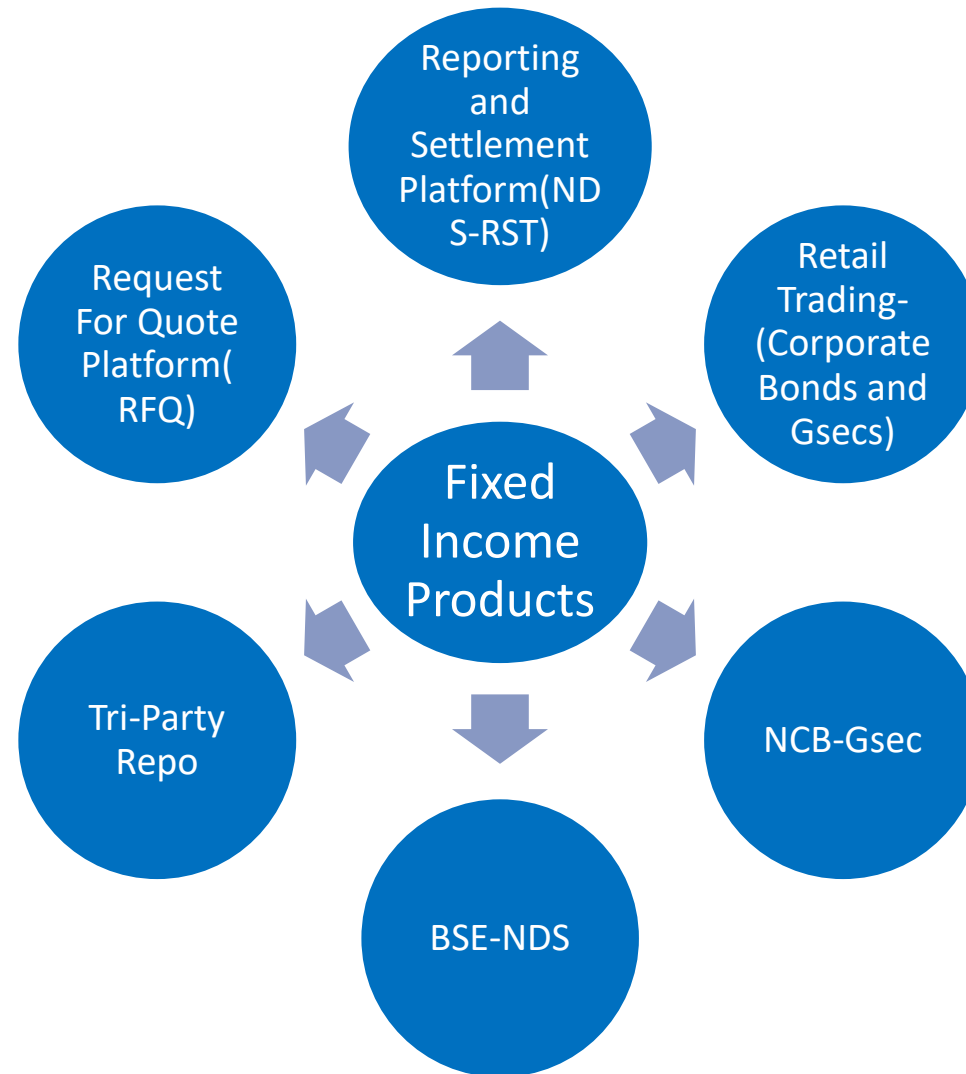 Reporting
and
Settlement
Platform(ND
S-RST)
Request
For Quote
Platform(
RFQ)
Retail
Trading-
(Corporate
Bonds and
Gsecs)
Fixed
Income
Products
Tri-Party
Repo
NCB-Gsec
BSE-NDS